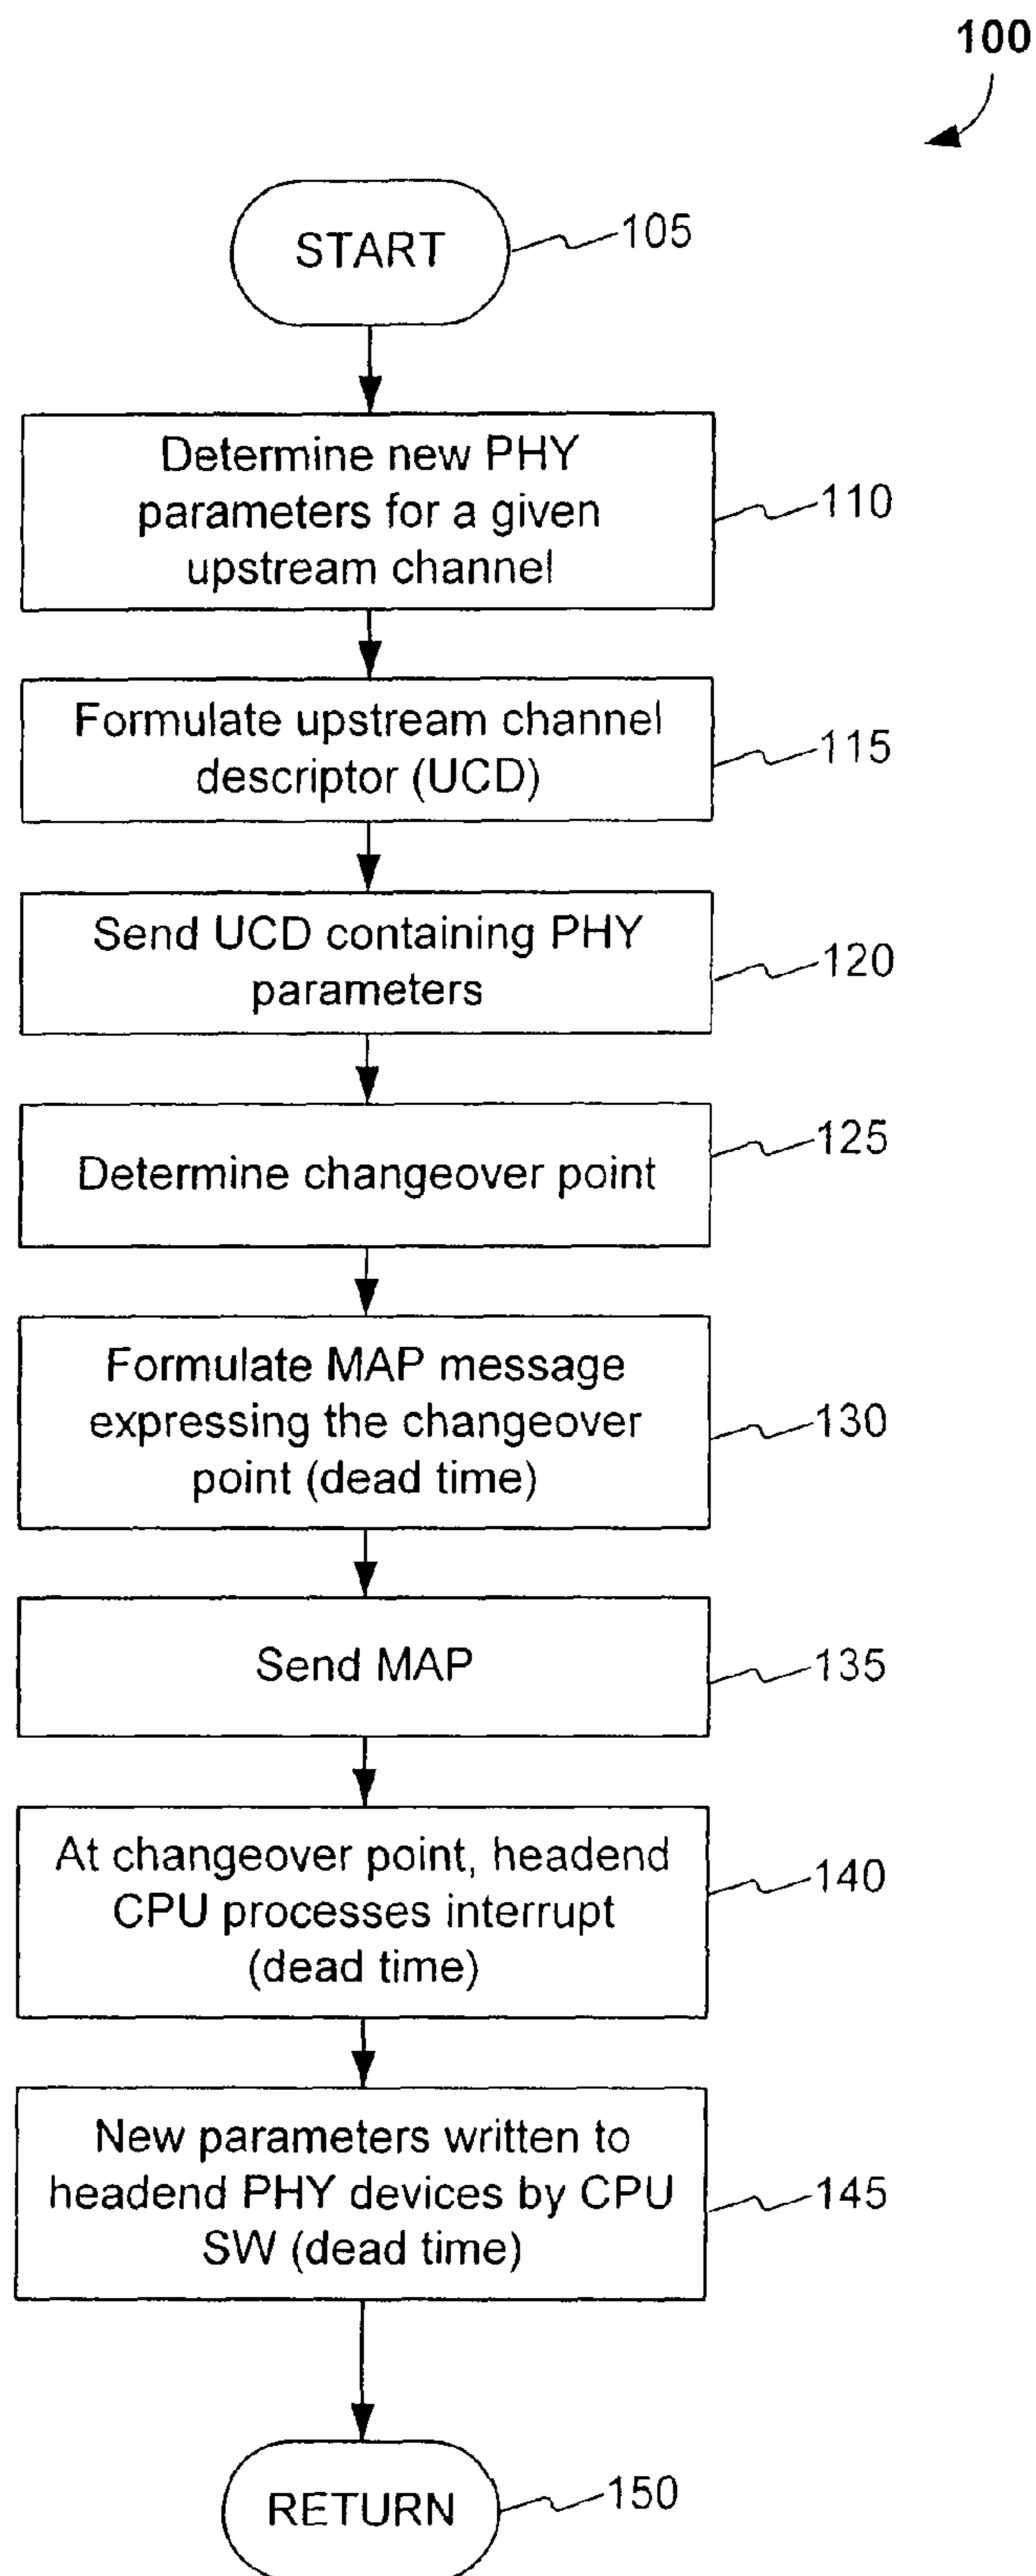 100
START
105
Determine new PHY
parameters for a given
upstream channel
110
Formulate upstream channel
descriptor (UCD)
115
Send UCD containing PHY
parameters
120
Determine changeover point
125
Formulate MAP message
expressing the changeover
point (dead time)
130
Send MAP
135
At changeover point, headend
CPU processes interrupt
(dead time)
140
New parameters written to
headend PHY devices by CPU
SW (dead time)
145
RETURN
150